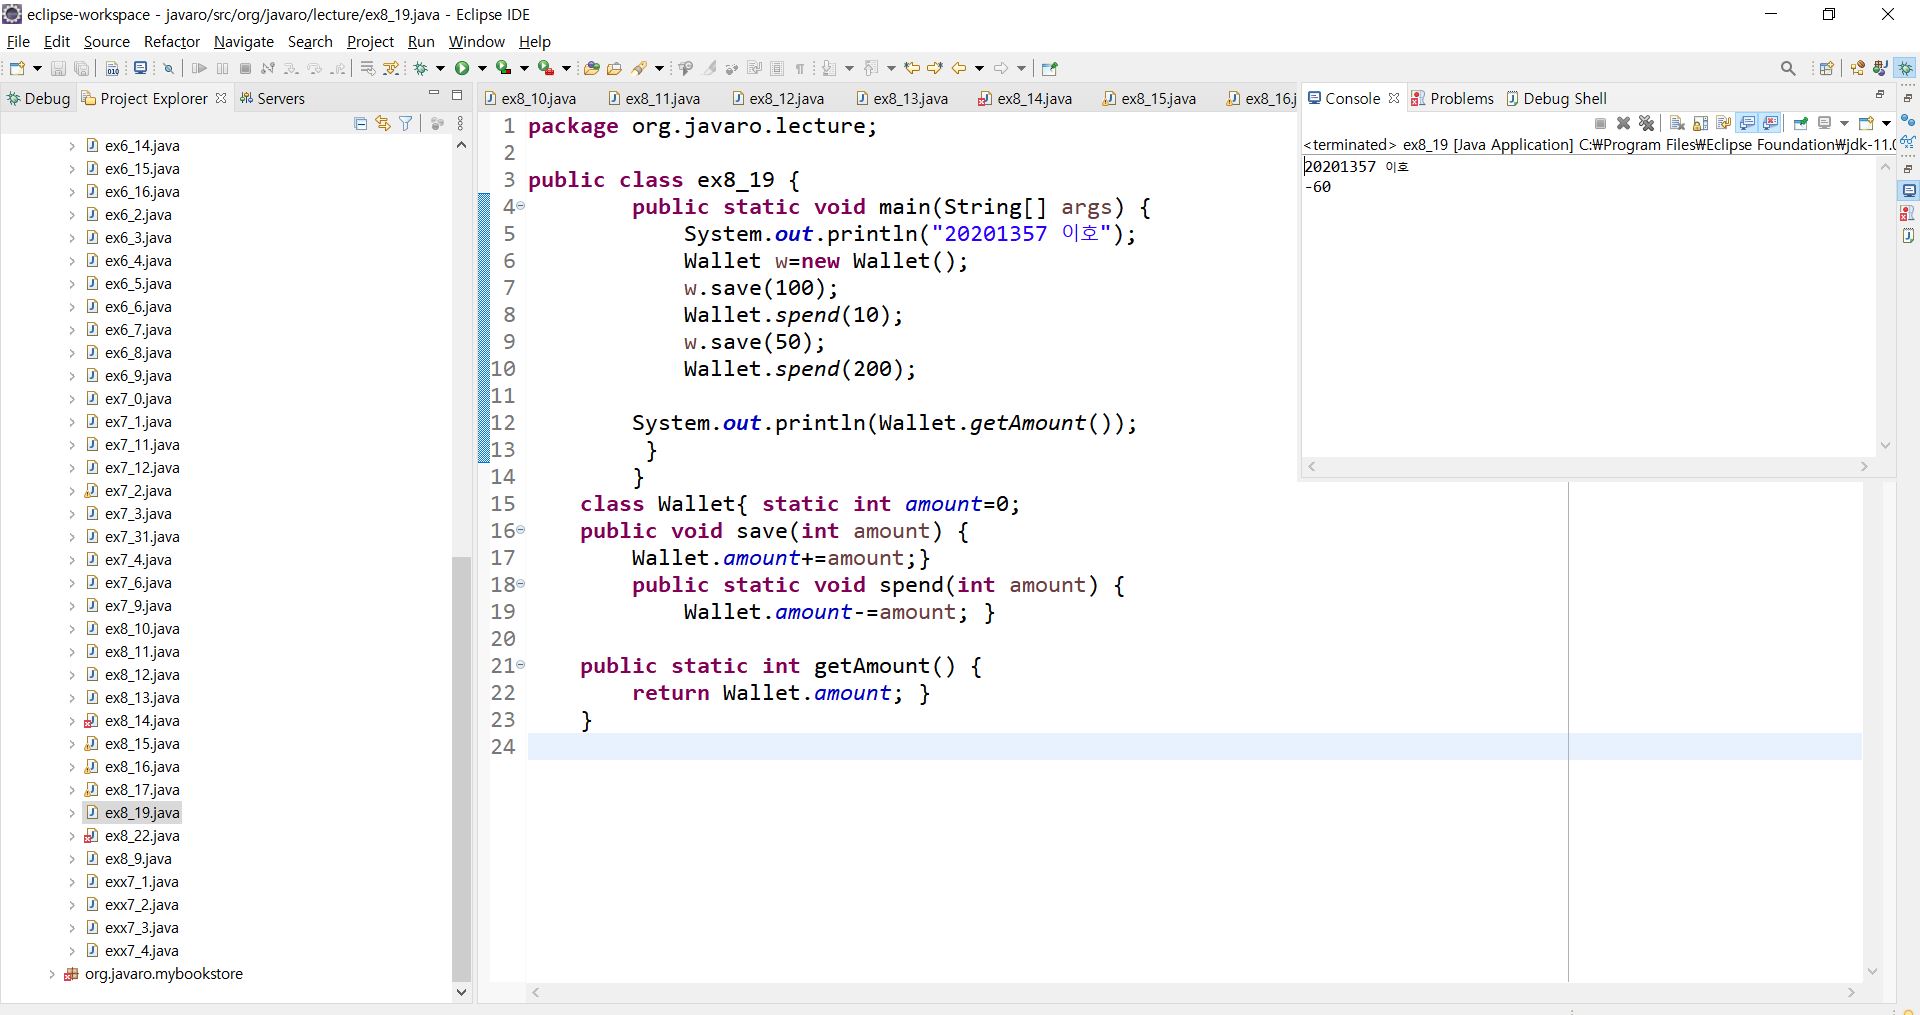 eclipse-workspace - javaro/src/org/javaro/lecture/ex8_19.java - Eclipse IDE
File Edit Source Refactor Navigate Search Project Run Window Help
Debug Project Explorer Servers
ex6_14.java
ex6_15.java
ex6_16.java
ex6_2.java
ex6_3.java
ex6_4.java
ex6_5.java
ex6_6.java
ex6_7.java
ex6_8.java
ex6_9.java
ex7_0.java
ex7_1.java
ex7_11.java
ex7_12.java
ex7_2.java
ex7_3.java
ex7_31.java
ex7_4.java
ex7_6.java
ex7_9.java
ex8_10.java
ex8_11.java
ex8_12.java
ex8_13.java
ex8_14.java
ex8_15.java
ex8_16.java
ex8_17.java
ex8_19.java
ex8_22.java
ex8_9.java
exx7_1.java
exx7_2.java
exx7_3.java
exx7_4.java
org.javaro.mybookstore
ex8_10.java ex8_11.java ex8_12.java ex8_13.java ex8_14.java ex8_15.java ex8_16.j
1 package org.javaro.lecture;
2
3 public class ex8_19 {
4 public static void main(String[] args) {
5 System.out.println("20201357 이호");
6 Wallet w=new Wallet();
7 w.save(100);
8 Wallet.spend(10);
9 w.save(50);
10 Wallet.spend(200);
11
12 System.out.println(Wallet.getAmount());
13 }
14 }
15 class Wallet{ static int amount=0;
16 public void save(int amount) {
17 Wallet.amount+=amount;}
18 public static void spend(int amount) {
19 Wallet.amount-=amount; }
20
21 public static int getAmount() {
22 return Wallet.amount; }
23 }
24
Console Problems Debug Shell
<terminated> ex8_19 [Java Application] C:₩Program Files₩Eclipse Foundation₩jdk-11.0
20201357 이호
-60